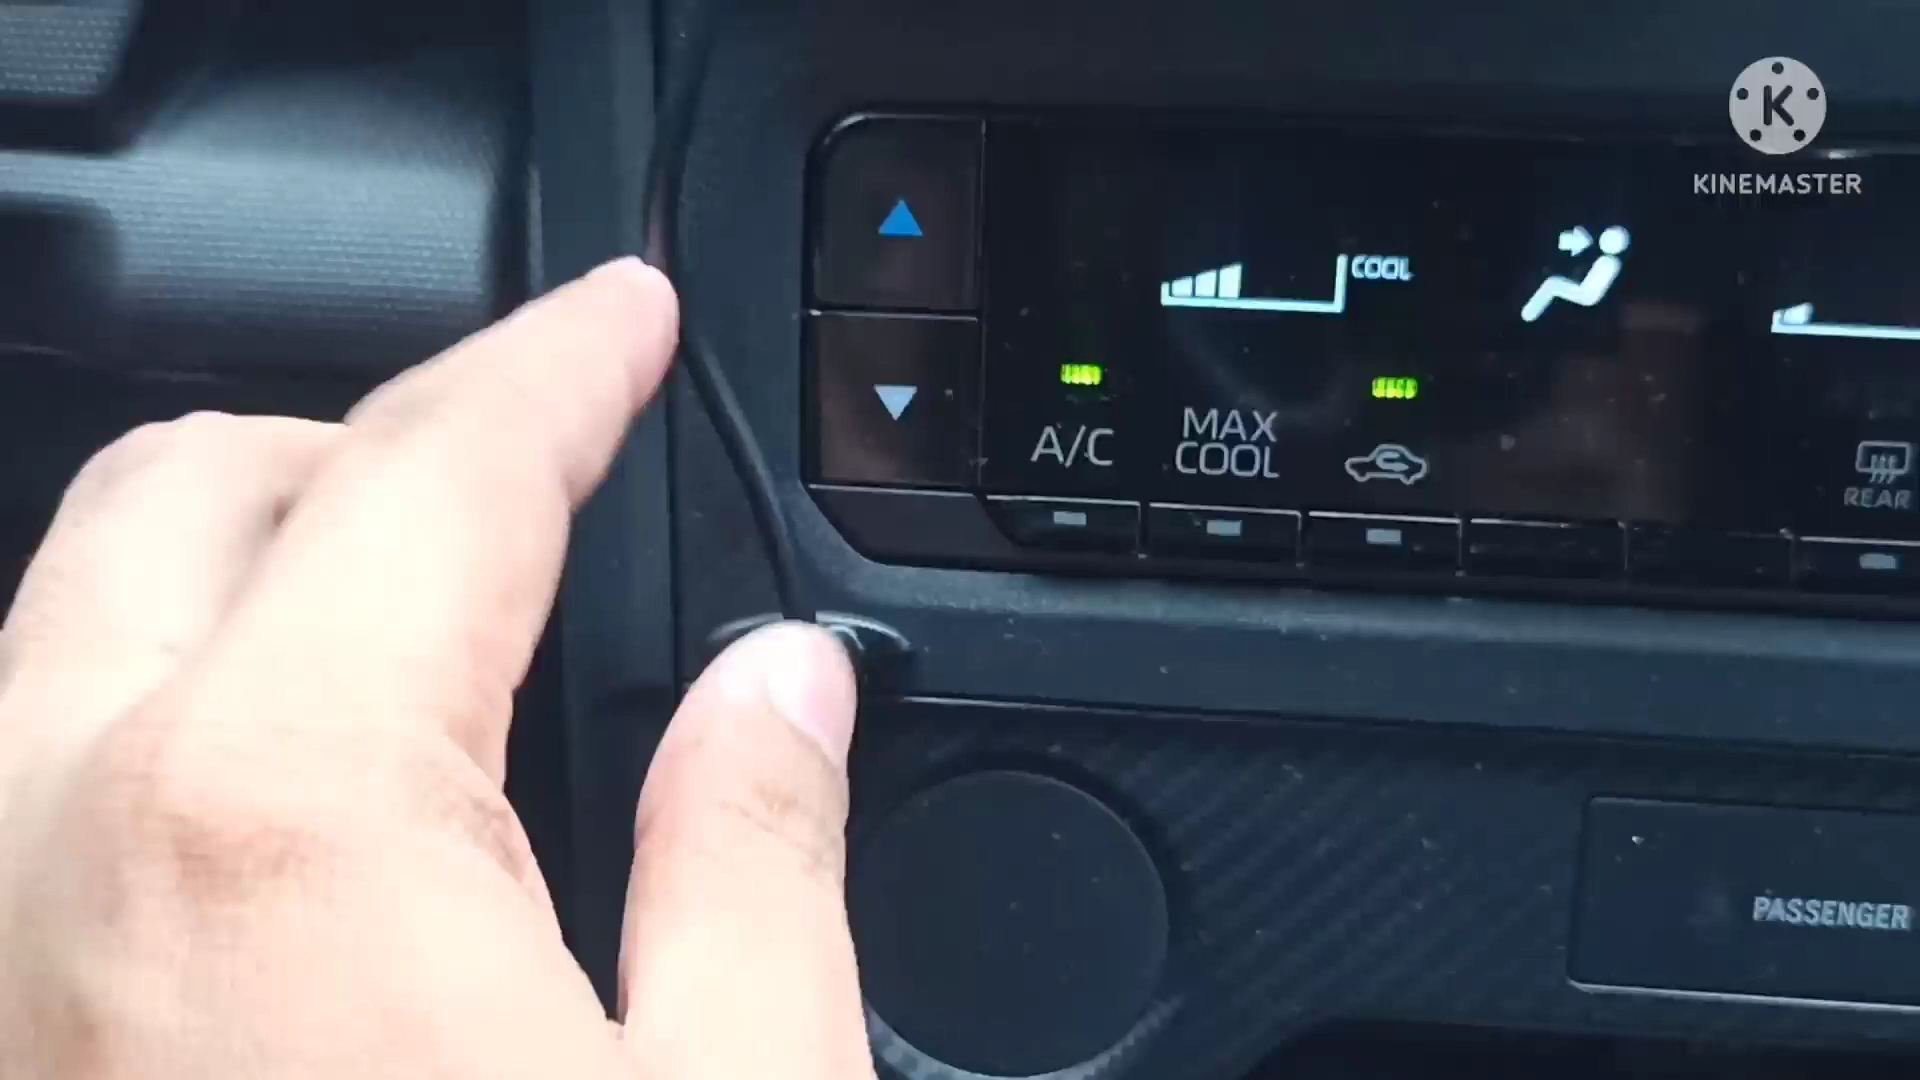 K
KINEMASTER
COOL
A/C
MAX
COOL
REAR
PASSENGER